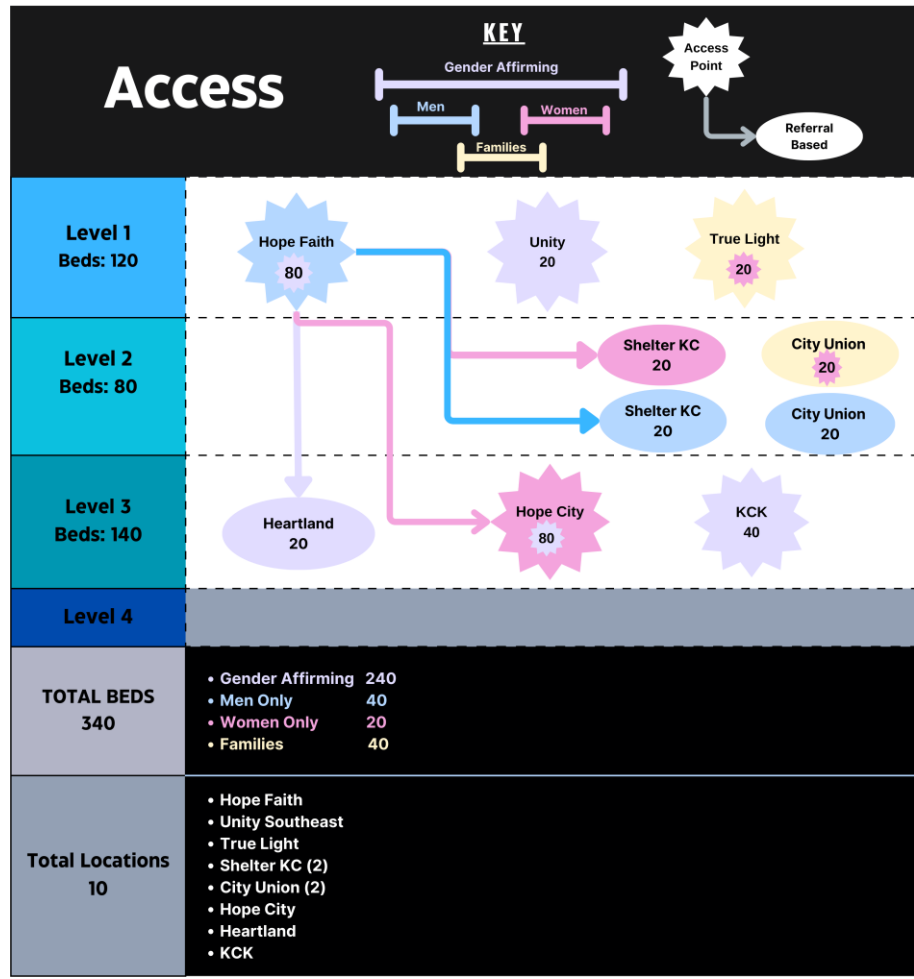 Access
KEY
Gender Affirming
Men
Women
Families
Access
Point
Referral
Based
Level 1
Beds: 120
Hope Faith
80
Unity
20
True Light
20
Level 2
Beds: 80
Shelter KC
20
City Union
20
Shelter KC
20
City Union
20
Level 3
Beds: 140
Heartland
20
Hope City
80
KCK
40
Level 4
TOTAL BEDS
340
• Gender Affirming 240
• Men Only 40
• Women Only 20
• Families 40
Total Locations
10
• Hope Faith
• Unity Southeast
• True Light
• Shelter KC (2)
• City Union (2)
• Hope City
• Heartland
• KCK